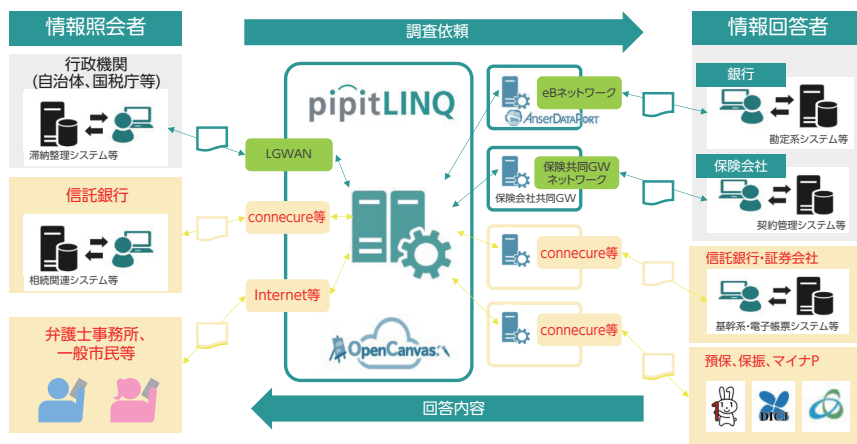 情報照会者
調査依頼
情報回答者
行政機関
(自治体、国税庁等)
滞納整理システム等
信託銀行
相続関連システム等
弁護士事務所、
一般市民等
LGWAN
connecure等
Internet等
pipitLINQ
OpenCanvas
eBネットワーク
AnserDataPort
保険共同GW
ネットワーク
保険会社共同GW
connecure等
connecure等
銀行
勘定系システム等
保険会社
契約管理システム等
信託銀行・証券会社
基幹系・電子帳票システム等
預保、保振、マイナP
DICJ
回答内容